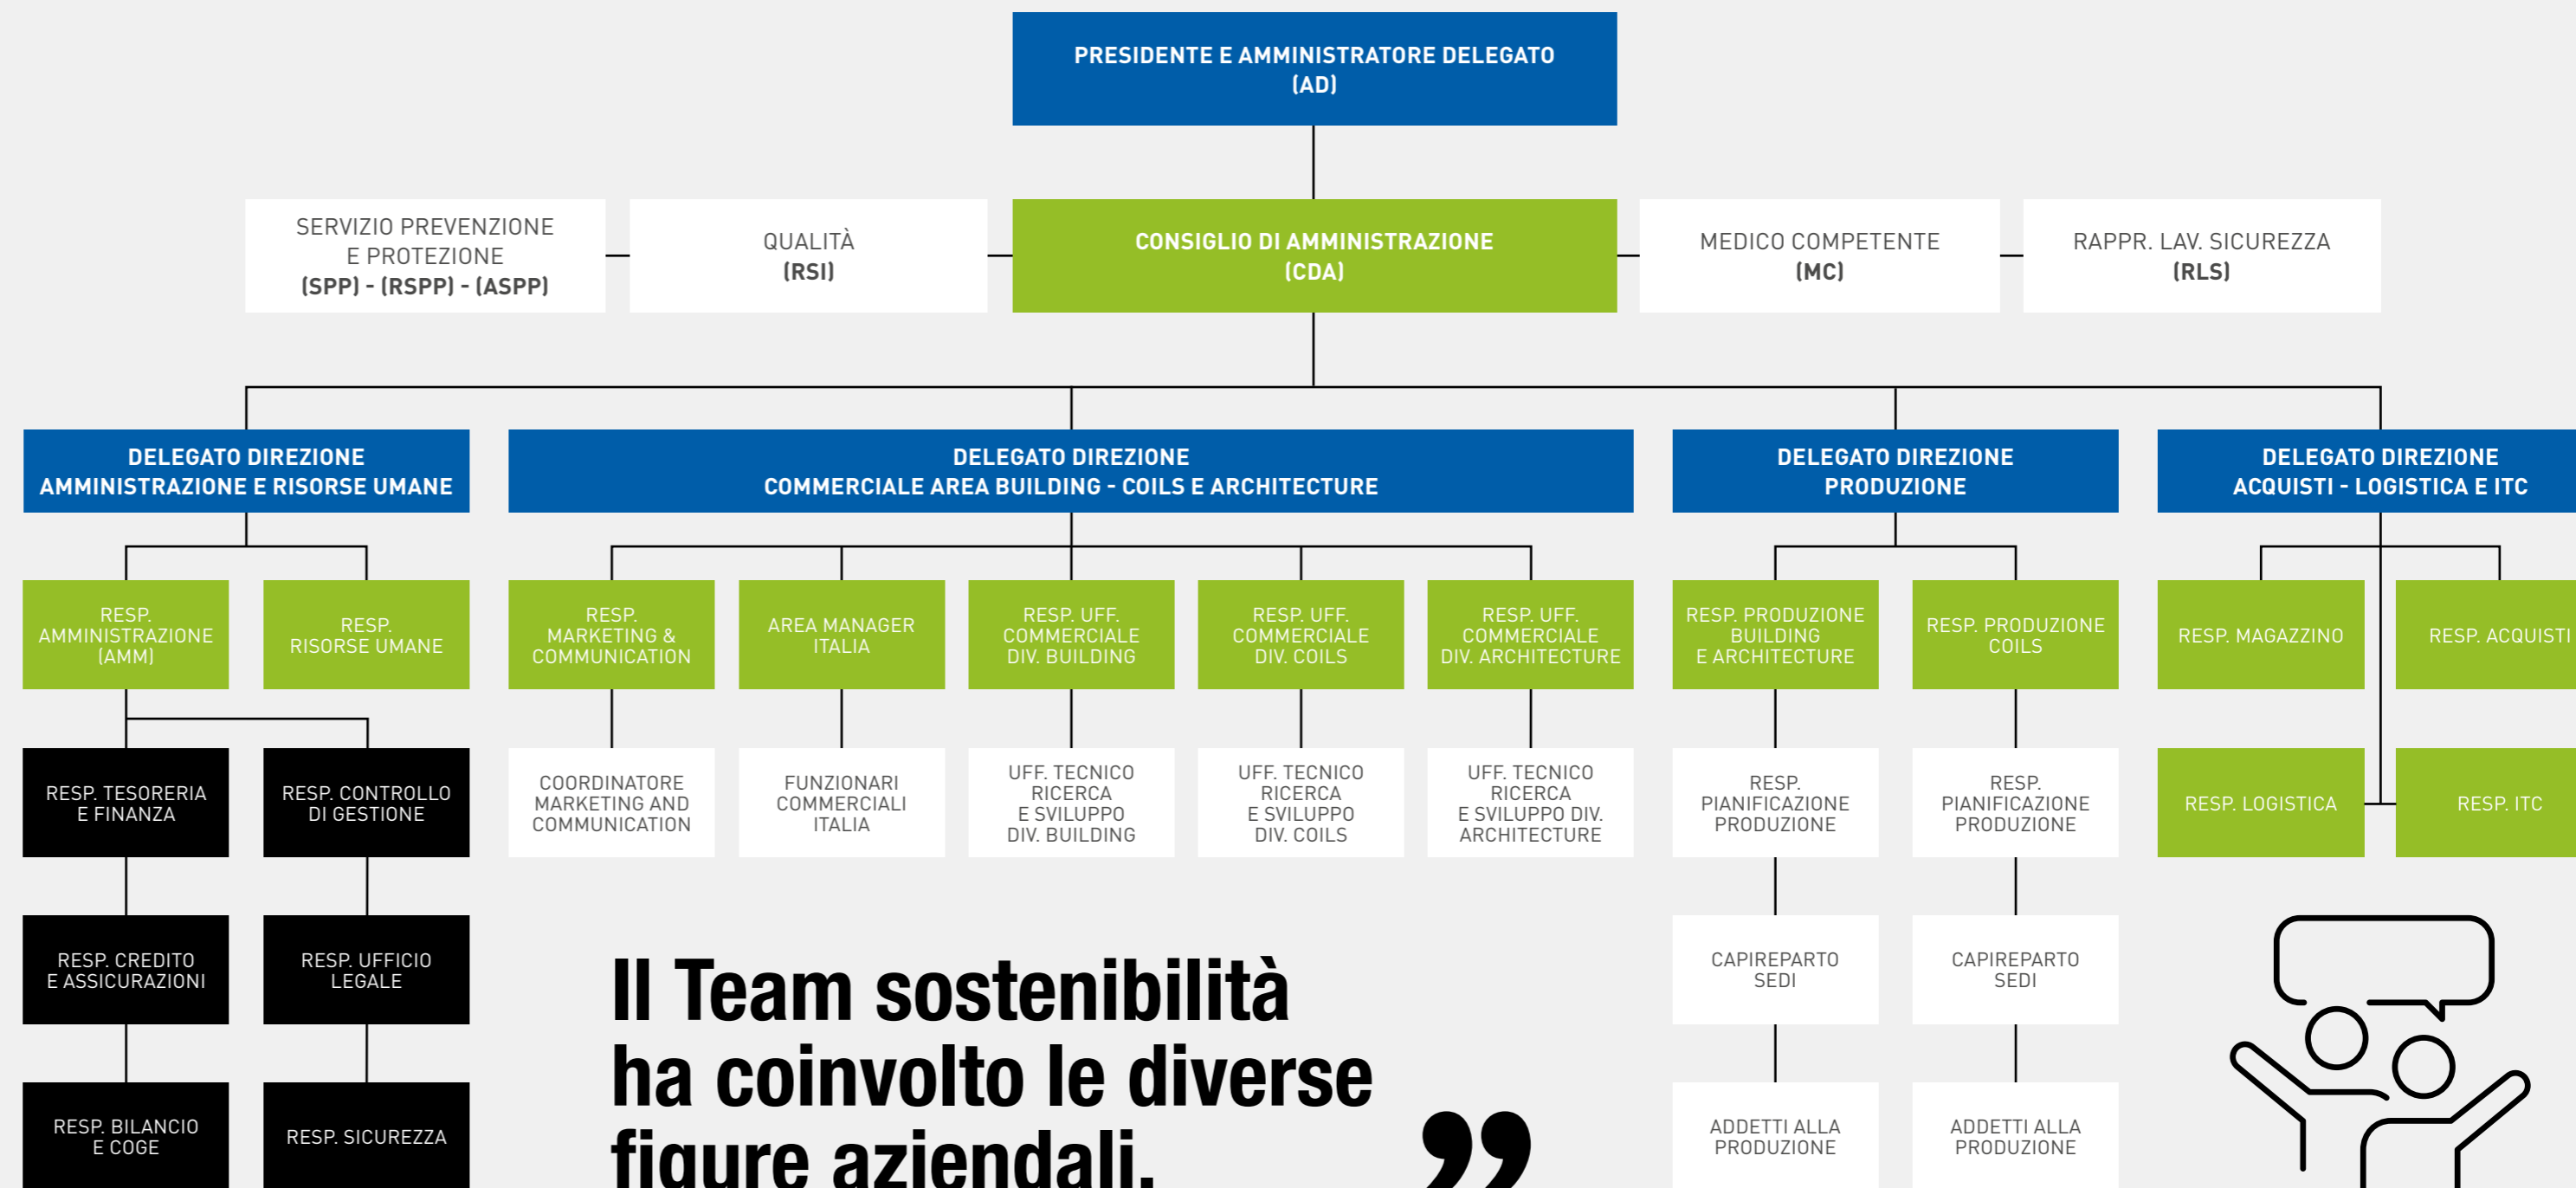 PRESIDENTE E AMMINISTRATORE DELEGATO
(AD)
SERVIZIO PREVENZIONE
E PROTEZIONE
(SPP) - (RSPP) - (ASPP)
QUALITÀ
(RSI)
CONSIGLIO DI AMMINISTRAZIONE
(CDA)
MEDICO COMPETENTE
(MC)
RAPPR. LAV. SICUREZZA
(RLS)
DELEGATO DIREZIONE
AMMINISTRAZIONE E RISORSE UMANE
DELEGATO DIREZIONE
COMMERCIALE AREA BUILDING - COILS E ARCHITECTURE
DELEGATO DIREZIONE
PRODUZIONE
DELEGATO DIREZIONE
ACQUISTI - LOGISTICA E ITC
RESP.
AMMINISTRAZIONE
(AMM)
RESP.
RISORSE UMANE
RESP.
MARKETING &
COMMUNICATION
AREA MANAGER
ITALIA
RESP. UFF.
COMMERCIALE
DIV. BUILDING
RESP. UFF.
COMMERCIALE
DIV. COILS
RESP. UFF.
COMMERCIALE
DIV. ARCHITECTURE
RESP. PRODUZIONE
BUILDING
E ARCHITECTURE
RESP. PRODUZIONE
COILS
RESP. MAGAZZINO
RESP. ACQUISTI
RESP. TESORERIA
E FINANZA
RESP. CONTROLLO
DI GESTIONE
COORDINATORE
MARKETING AND
COMMUNICATION
FUNZIONARI
COMMERCIALI
ITALIA
UFF. TECNICO
RICERCA
E SVILUPPO
DIV. BUILDING
UFF. TECNICO
RICERCA
E SVILUPPO
DIV. COILS
UFF. TECNICO
RICERCA
E SVILUPPO DIV.
ARCHITECTURE
RESP.
PIANIFICAZIONE
PRODUZIONE
RESP.
PIANIFICAZIONE
PRODUZIONE
RESP. LOGISTICA
RESP. ITC
RESP. CREDITO
E ASSICURAZIONI
RESP. UFFICIO
LEGALE
CAPIREPARTO
SEDI
CAPIREPARTO
SEDI
RESP. BILANCIO
E COGE
RESP. SICUREZZA
ADDETTI ALLA
PRODUZIONE
ADDETTI ALLA
PRODUZIONE
Il Team sostenibilità
ha coinvolto le diverse
figure aziendali.
”